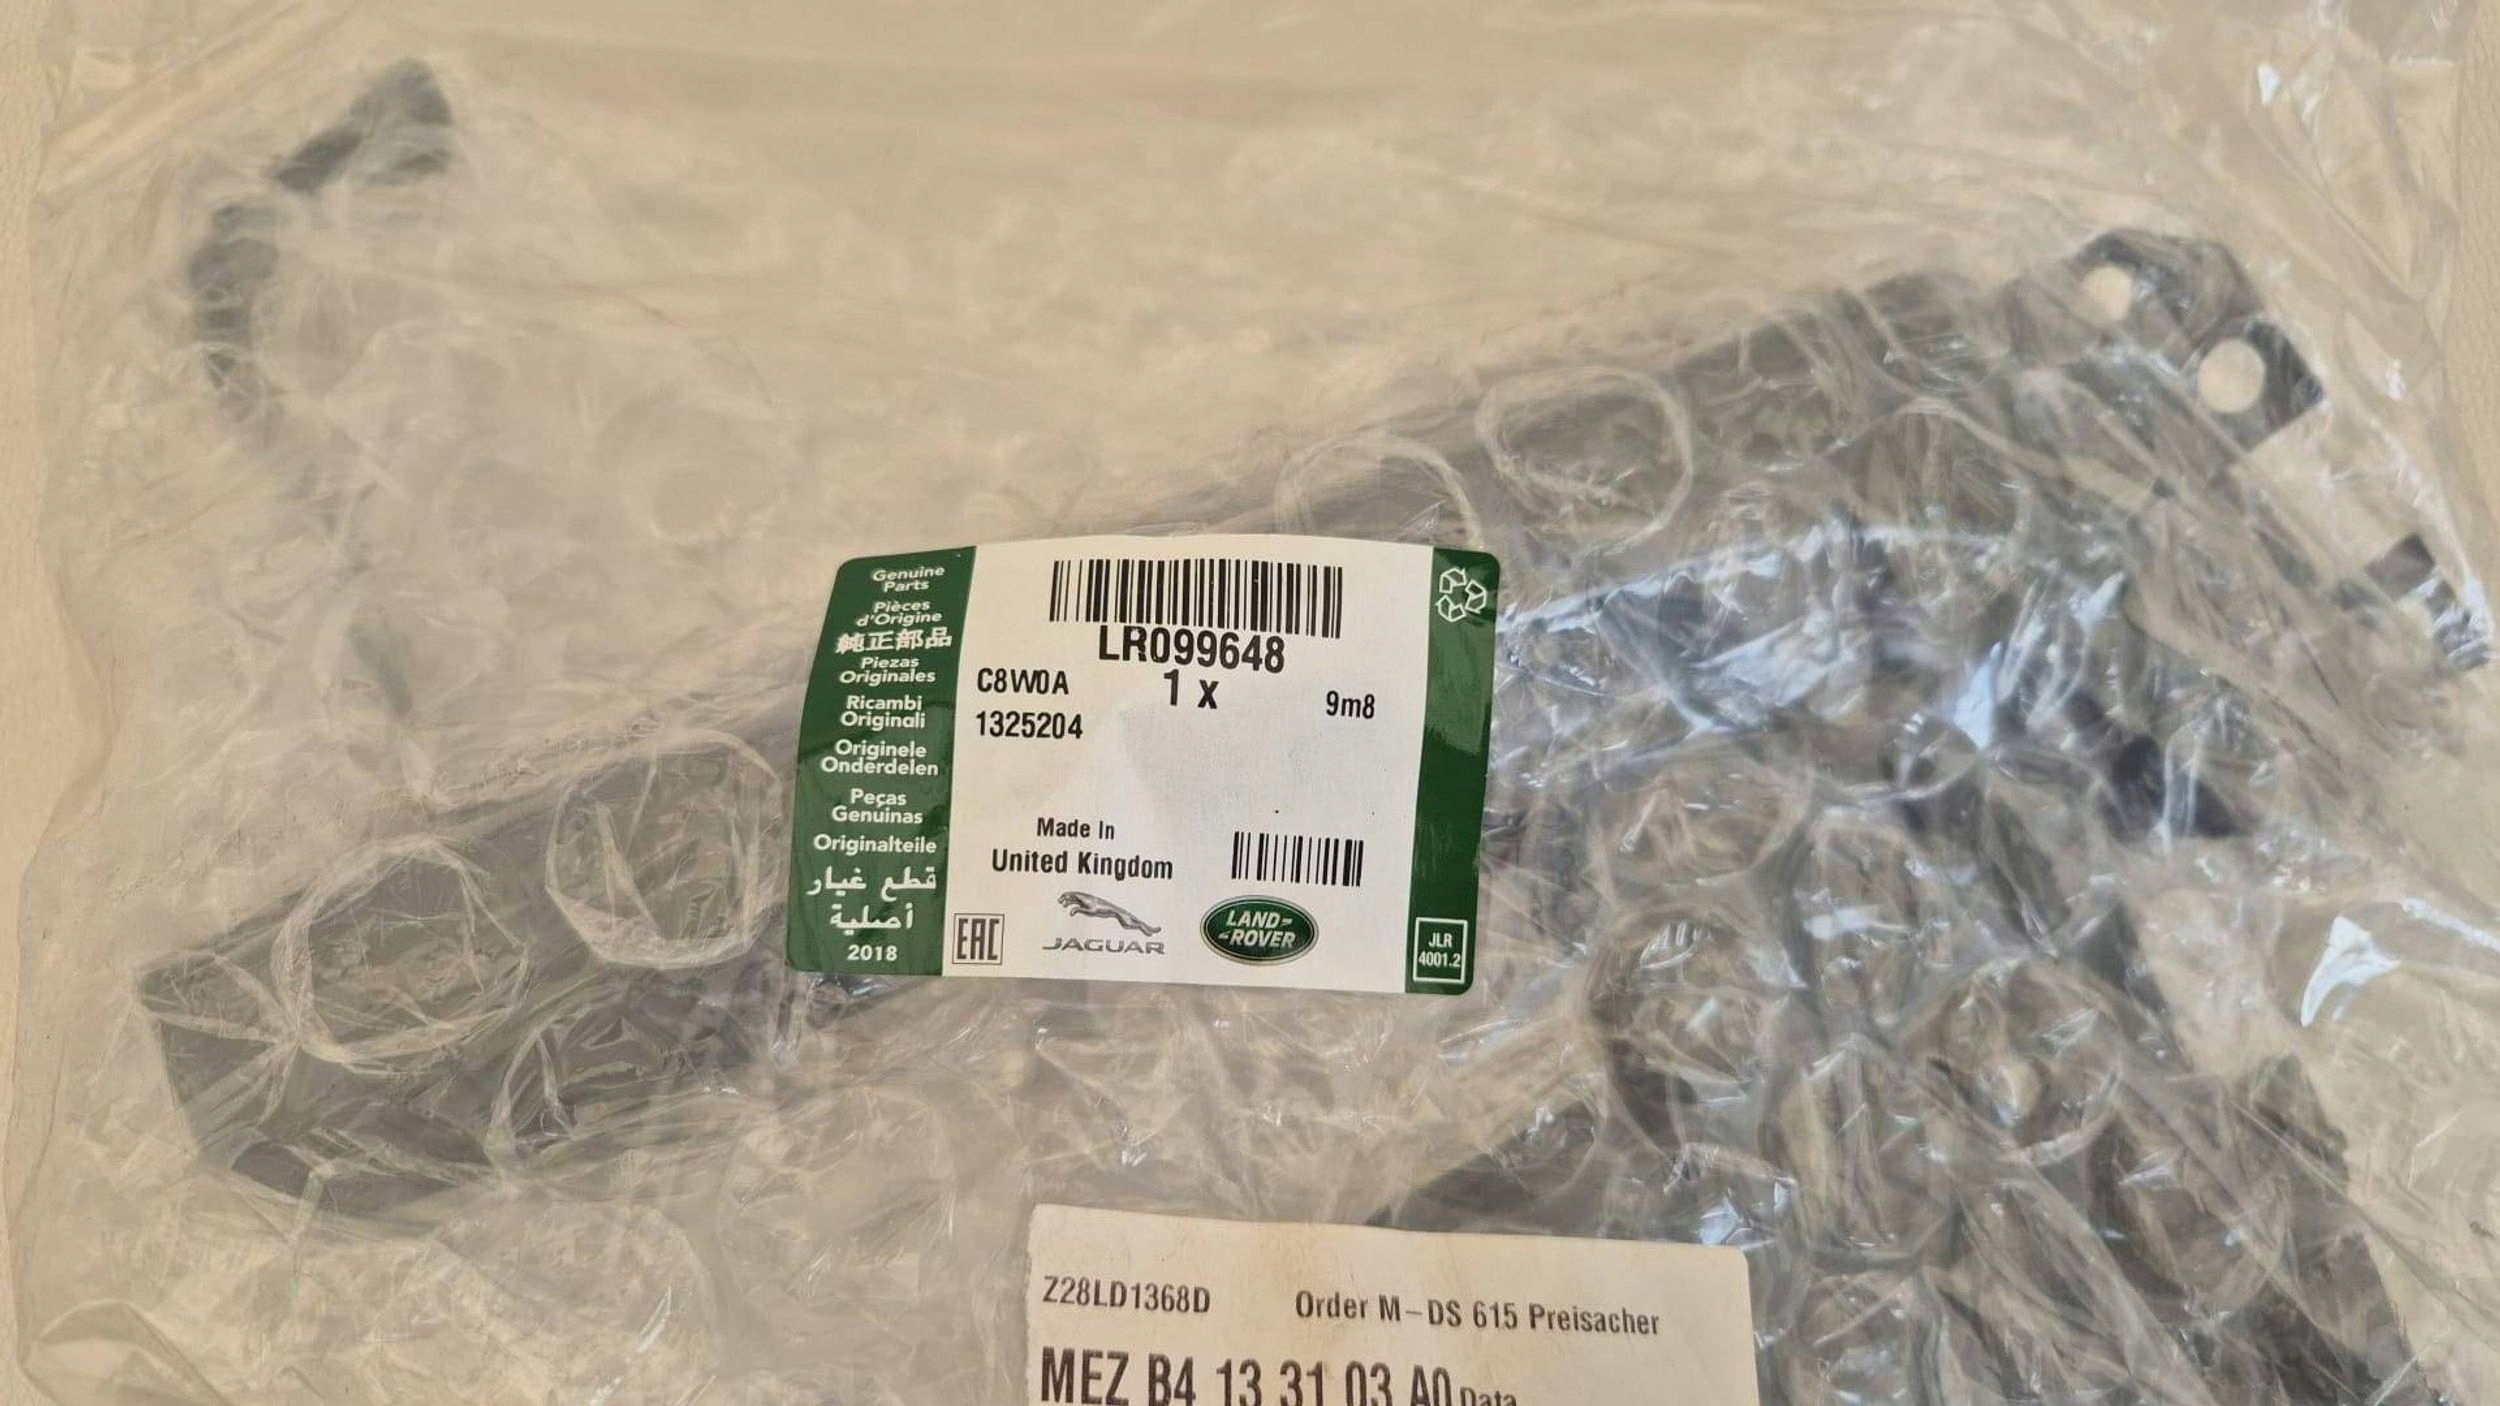 Genuine
Parts
Pièces
d'Origine
純正部品
Piezas
Originales
Ricambi
Originali
Originele
Onderdelen
Peças
Genuinas
Originalteile
قطع غيار
أصلية
2018
LR099648
C8W0A
1 x
9m8
1325204
Made In
United Kingdom
EAC
JAGUAR
LAND-
-ROVER
JLR
4001.2
Z28LD1368D Order M-DS 615 Preisacher
MEZ B4 13 31 03 A0 Data